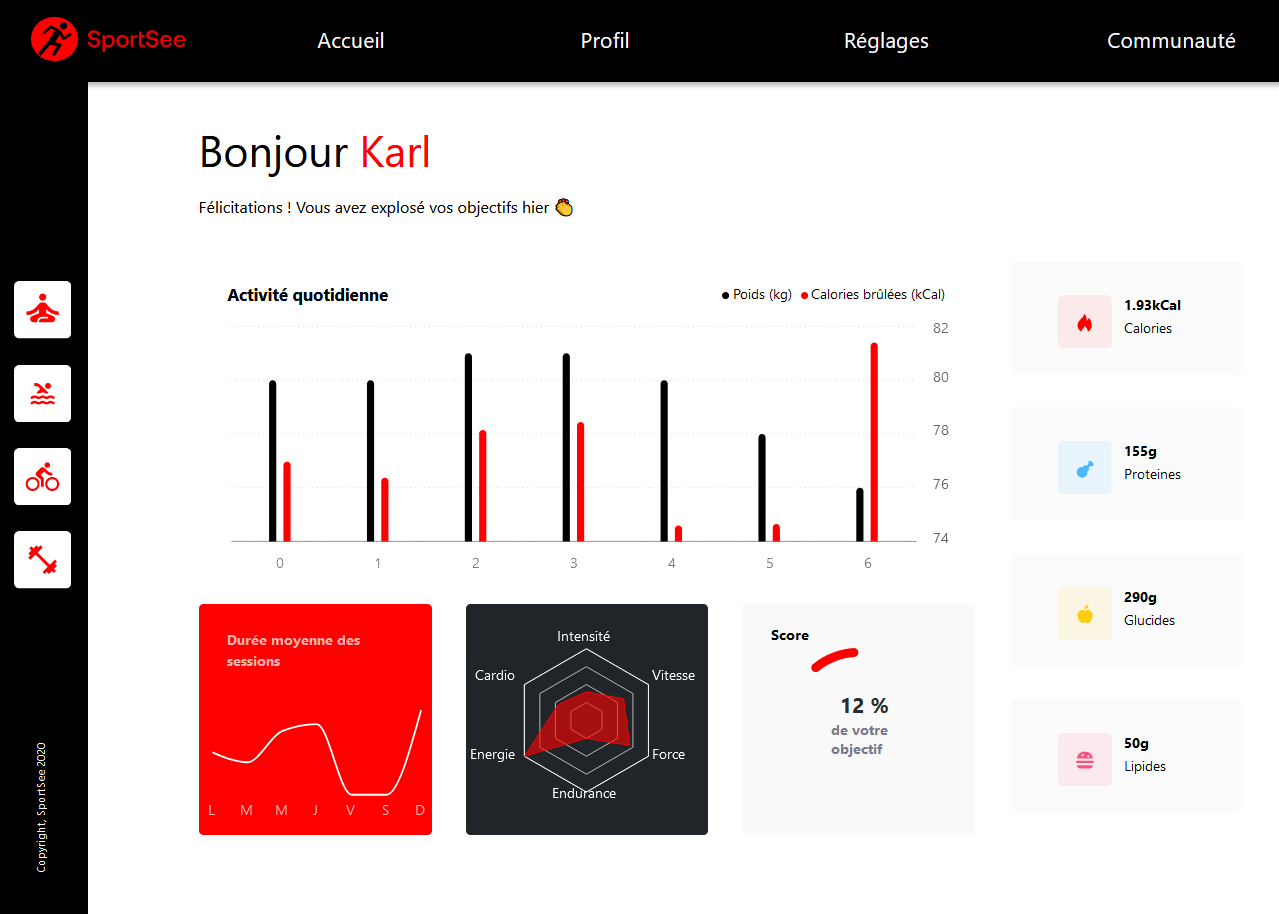 SportSee
Accueil
Profil
Réglages
Communauté
Bonjour Karl
Félicitations ! Vous avez explosé vos objectifs hier 👏
Activité quotidienne
Poids (kg)
Calories brûlées (kCal)
82
80
78
76
74
0
1
2
3
4
5
6
1.93kCal
Calories
155g
Proteines
290g
Glucides
50g
Lipides
Durée moyenne des
sessions
L
M
M
J
V
S
D
Intensité
Vitesse
Force
Endurance
Energie
Cardio
Score
12 %
de votre
objectif
Copyright, SportSee 2020